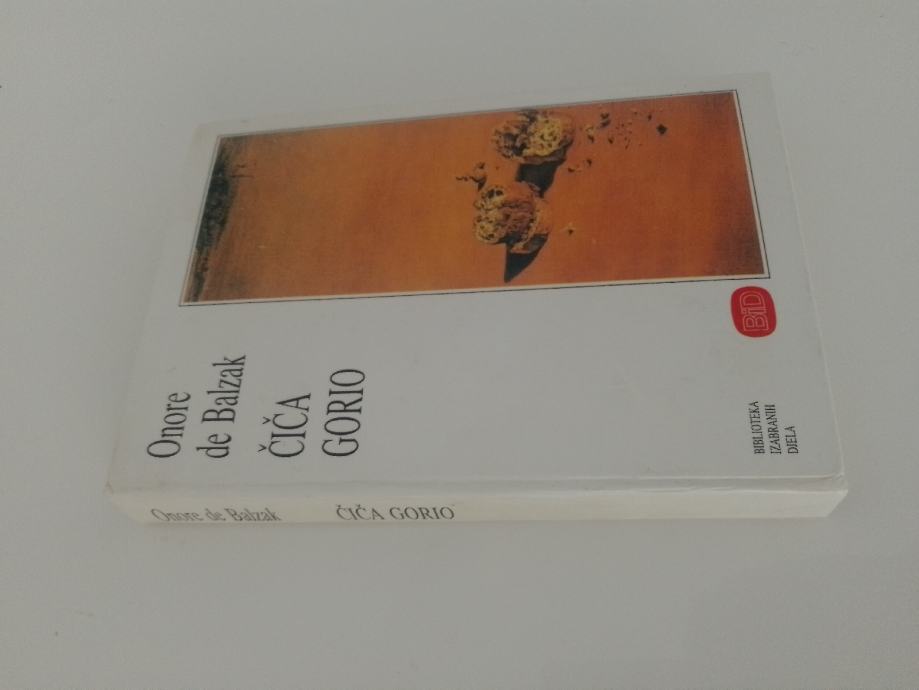 Onore
de Balzak
ČIČA
GORIO
BID
BIBLIOTEKA
IZABRANIH
DJELA
Onore de Balzak ČIČA GORIO